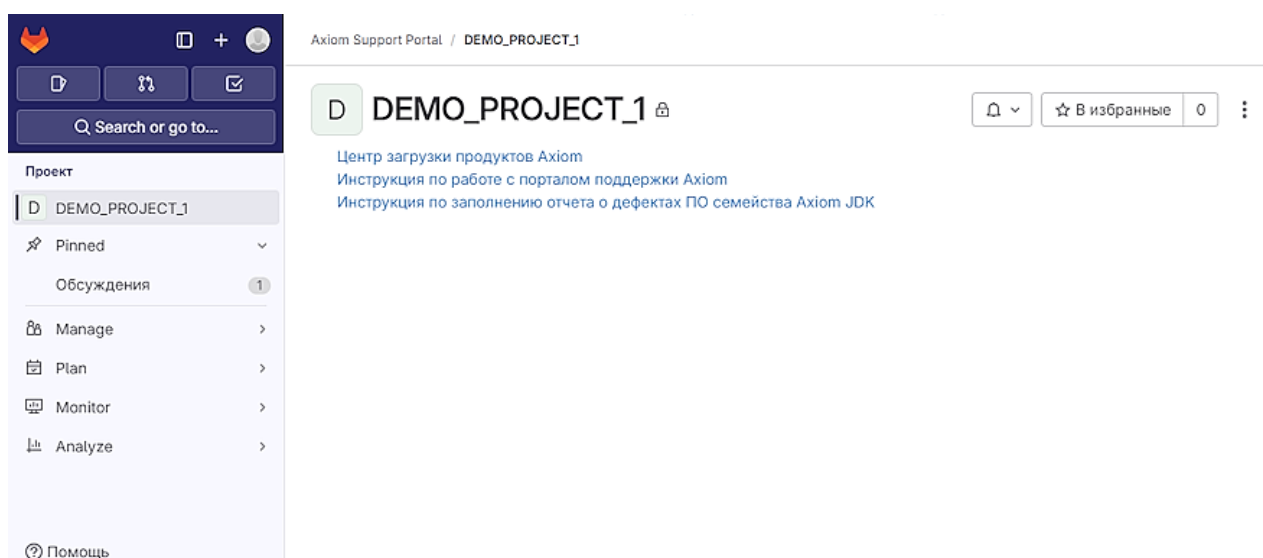 Axiom Support Portal / DEMO_PROJECT_1
Search or go to...
Проект
D DEMO_PROJECT_1
Pinned
Обсуждения 1
Manage
Plan
Monitor
Analyze
Помощь
D DEMO_PROJECT_1
В избранные 0
Центр загрузки продуктов Axiom
Инструкция по работе с порталом поддержки Axiom
Инструкция по заполнению отчета о дефектах ПО семейства Axiom JDK